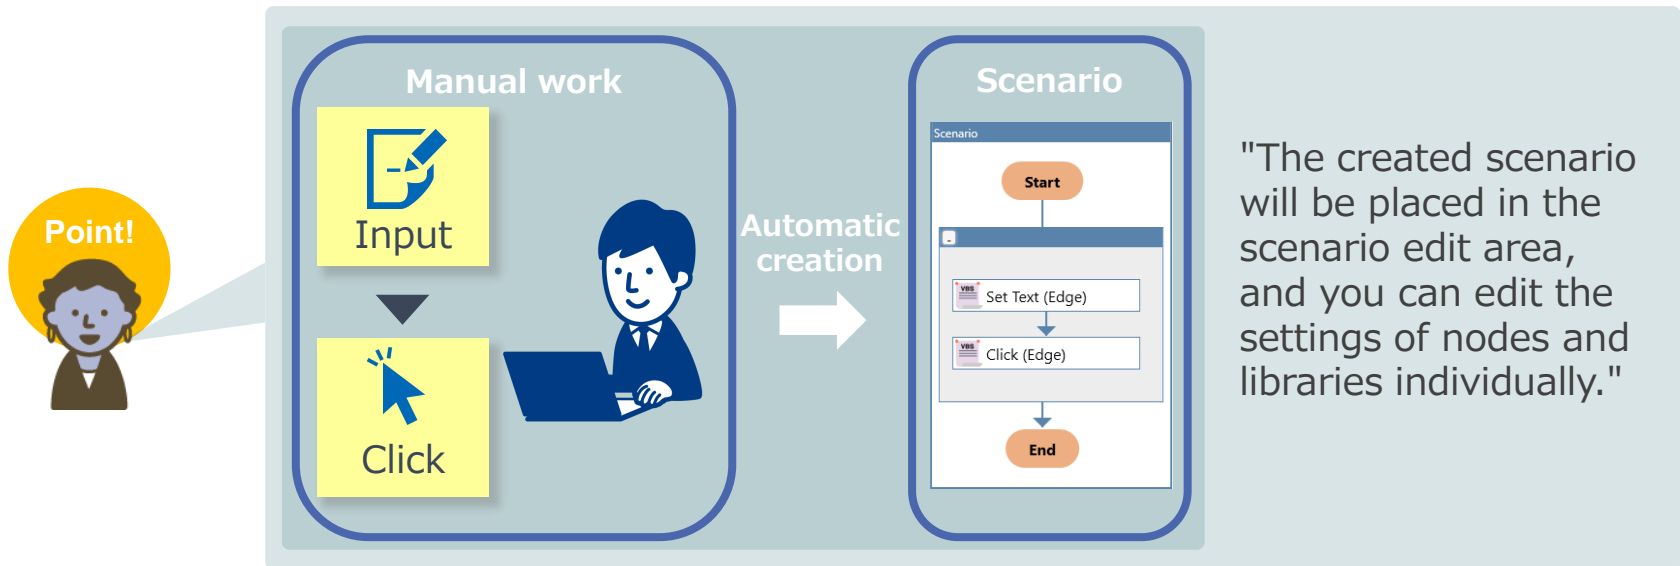 Point!
Manual work
Input
Click
Automatic
creation
Scenario
Scenario
Start
-
VBS Set Text (Edge)
VBS Click (Edge)
End
"The created scenario
will be placed in the
scenario edit area,
and you can edit the
settings of nodes and
libraries individually."